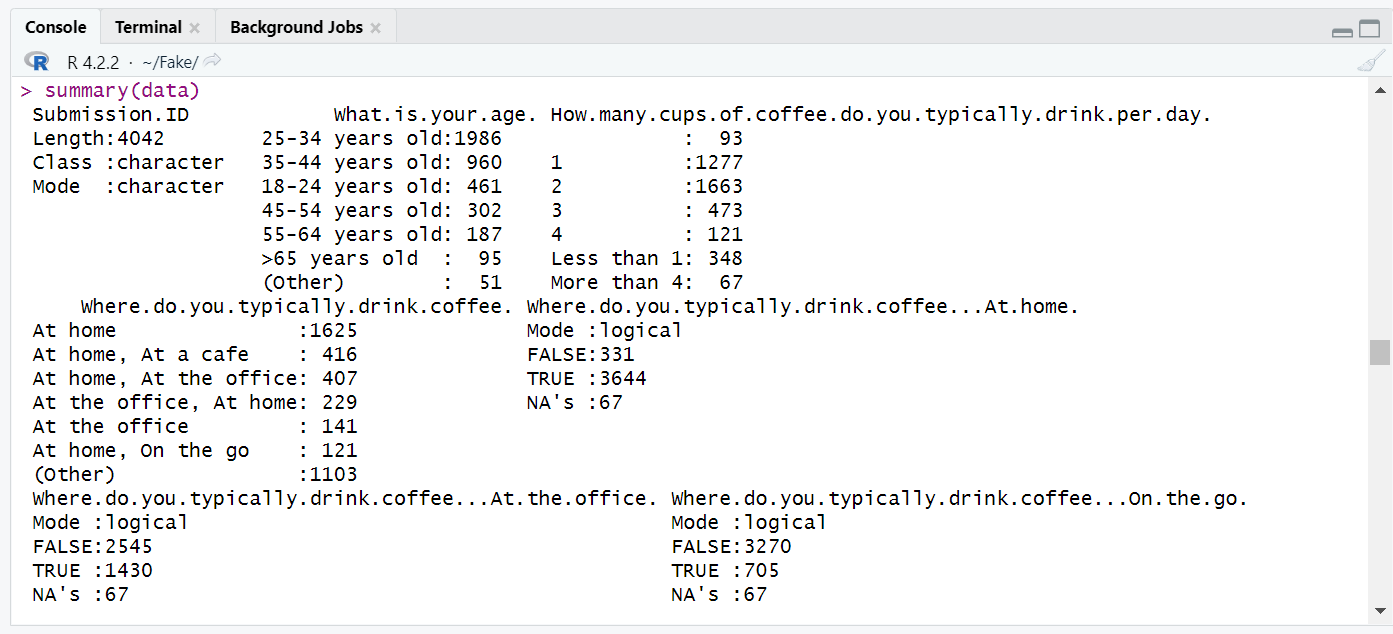 Console Terminal Background Jobs
R R 4.2.2 · ~/Fake/
> summary(data)
Submission.ID What.is.your.age. How.many.cups.of.coffee.do.you.typically.drink.per.day.
Length:4042 25-34 years old:1986 : 93
Class :character 35-44 years old: 960 1 :1277
Mode :character 18-24 years old: 461 2 :1663
45-54 years old: 302 3 : 473
55-64 years old: 187 4 : 121
>65 years old : 95 Less than 1: 348
(Other) : 51 More than 4: 67
Where.do.you.typically.drink.coffee. Where.do.you.typically.drink.coffee...At.home.
At home :1625 Mode :logical
At home, At a cafe : 416 FALSE:331
At home, At the office: 407 TRUE :3644
At the office, At home: 229 NA's :67
At the office : 141
At home, On the go : 121
(Other) :1103
Where.do.you.typically.drink.coffee...At.the.office. Where.do.you.typically.drink.coffee...On.the.go.
Mode :logical Mode :logical
FALSE:2545 FALSE:3270
TRUE :1430 TRUE :705
NA's :67 NA's :67